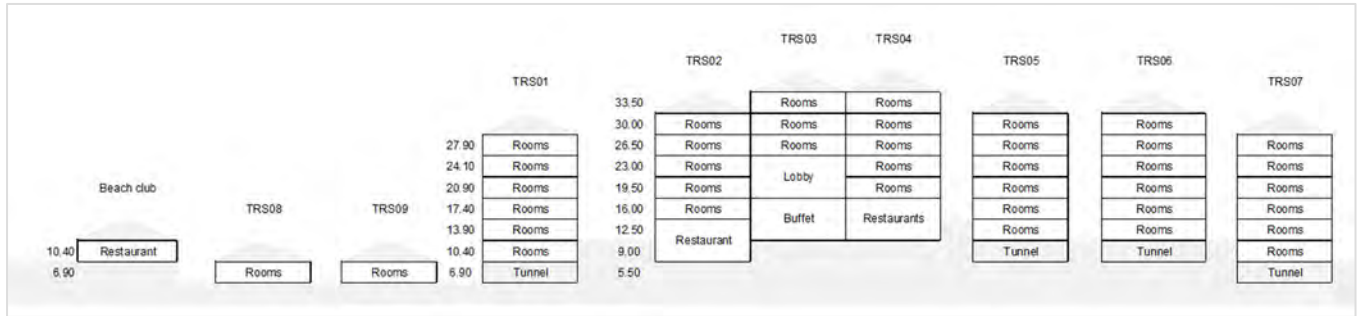 TRS03 TRS04
TRS02 TRS05 TRS06
TRS01 TRS07
33.50 Rooms Rooms
30.00 Rooms Rooms Rooms Rooms Rooms
27.90 Rooms 26.50 Rooms Rooms Rooms Rooms Rooms Rooms
24.10 Rooms 23.00 Rooms Lobby Rooms Rooms Rooms Rooms
Beach club 20.90 Rooms 19.50 Rooms Rooms Rooms Rooms Rooms
TRS08 TRS09 17.40 Rooms 16.00 Rooms Buffet Restaurants Rooms Rooms Rooms
13.90 Rooms 12.50 Restaurant Rooms Rooms Rooms
10.40 Restaurant 10.40 Rooms 9.00 Tunnel Tunnel Rooms
6.90 Rooms Rooms 6.90 Tunnel 5.50 Tunnel